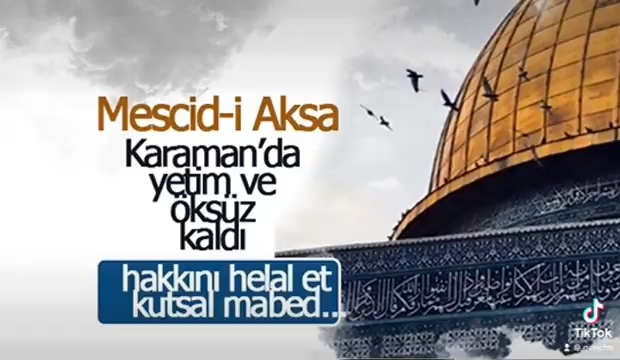 Mescid-i Aksa
Karaman'da
yetim ve
öksüz
kaldı
hakkını helal et
kutsal mabed...
TikTok